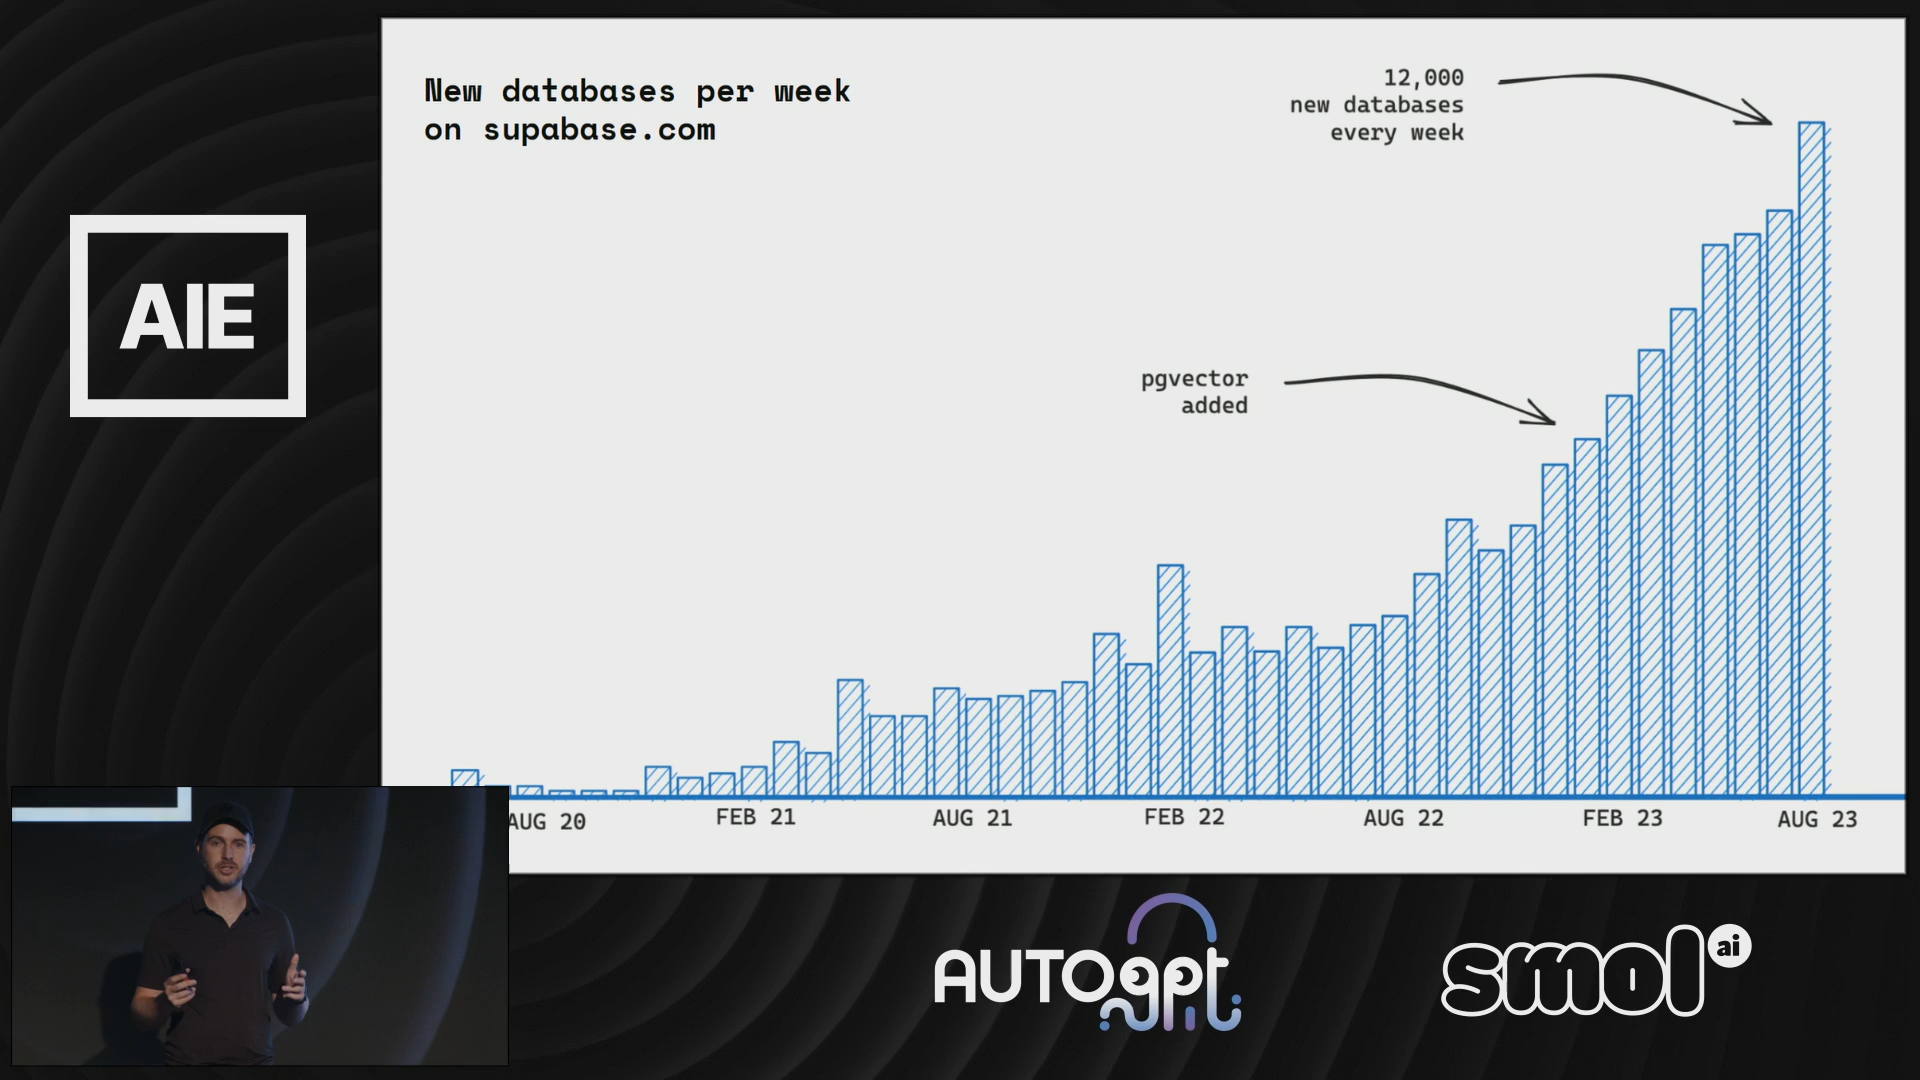 New databases per week
on supabase.com
12,000
new databases
every week
AIE
pgvector
added
AUG 20
FEB 21
AUG 21
FEB 22
AUG 22
FEB 23
AUG 23
AUTOgpt
smol ai